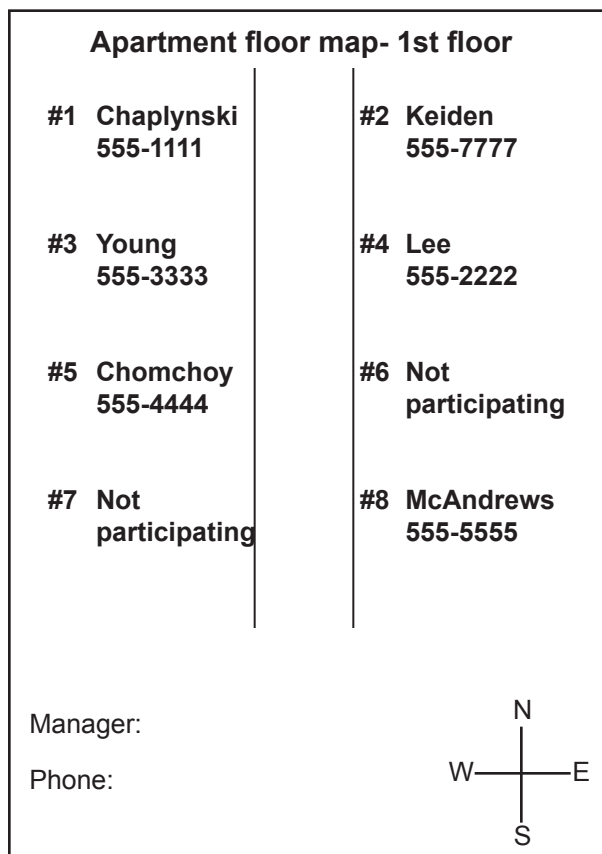 Apartment floor map- 1st floor
#1 Chaplynski
555-1111
#2 Keiden
555-7777
#3 Young
555-3333
#4 Lee
555-2222
#5 Chomchoy
555-4444
#6 Not
participating
#7 Not
participating
#8 McAndrews
555-5555
Manager:
Phone:
N
W E
S